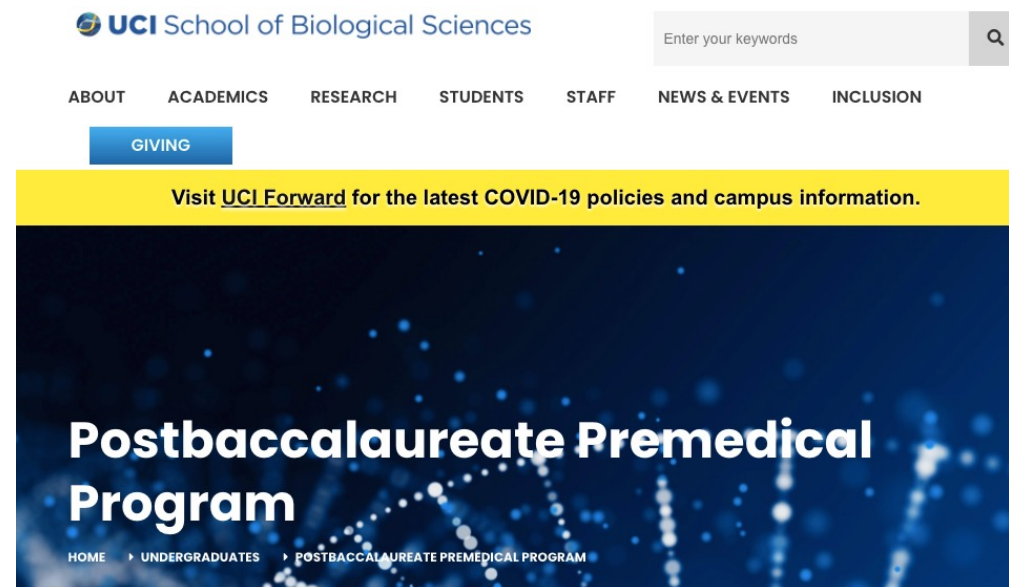 UCI School of Biological Sciences
Enter your keywords
ABOUT ACADEMICS RESEARCH STUDENTS STAFF NEWS & EVENTS INCLUSION
GIVING
Visit UCI Forward for the latest COVID-19 policies and campus information.
Postbaccalaureate Premedical
Program
HOME UNDERGRADUATES POSTBACCALAUREATE PREMEDICAL PROGRAM